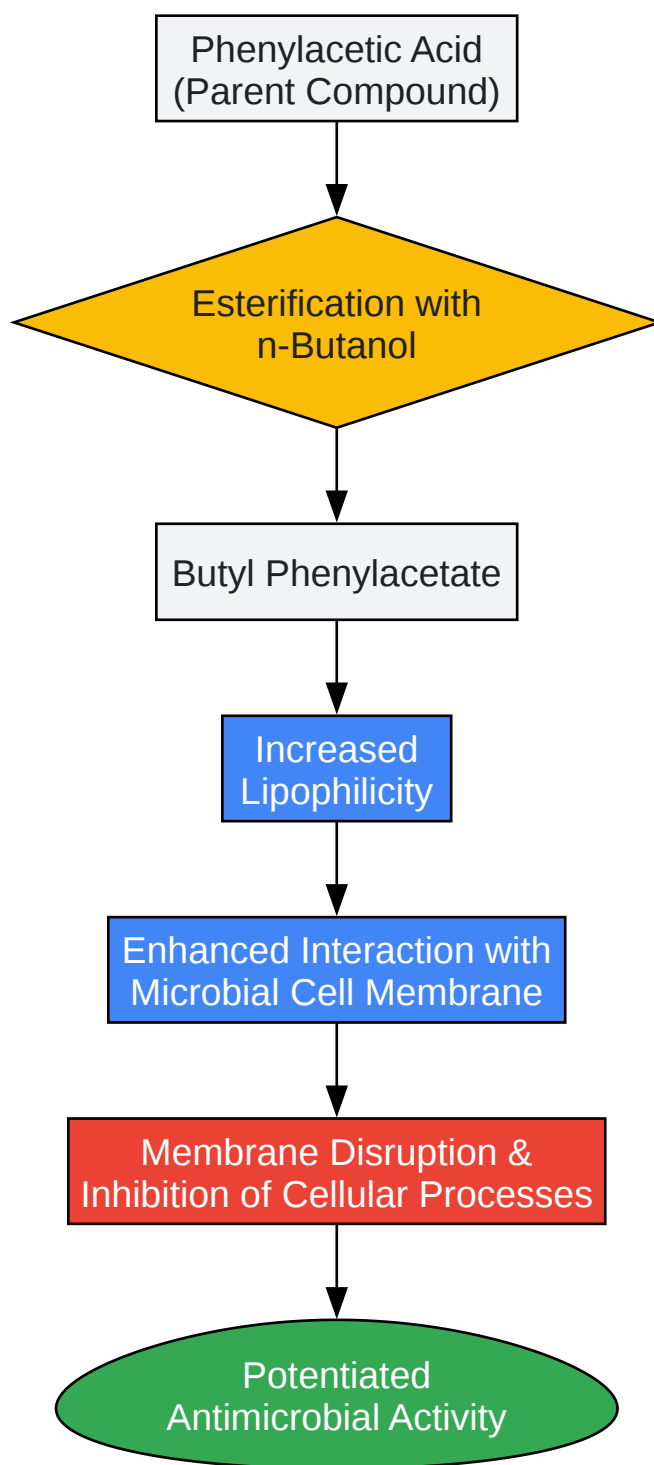 Phenylacetic Acid
(Parent Compound)
Esterification with
n-Butanol
Butyl Phenylacetate
Increased
Lipophilicity
Enhanced Interaction with
Microbial Cell Membrane
Membrane Disruption &
Inhibition of Cellular Processes
Potentiated
Antimicrobial Activity